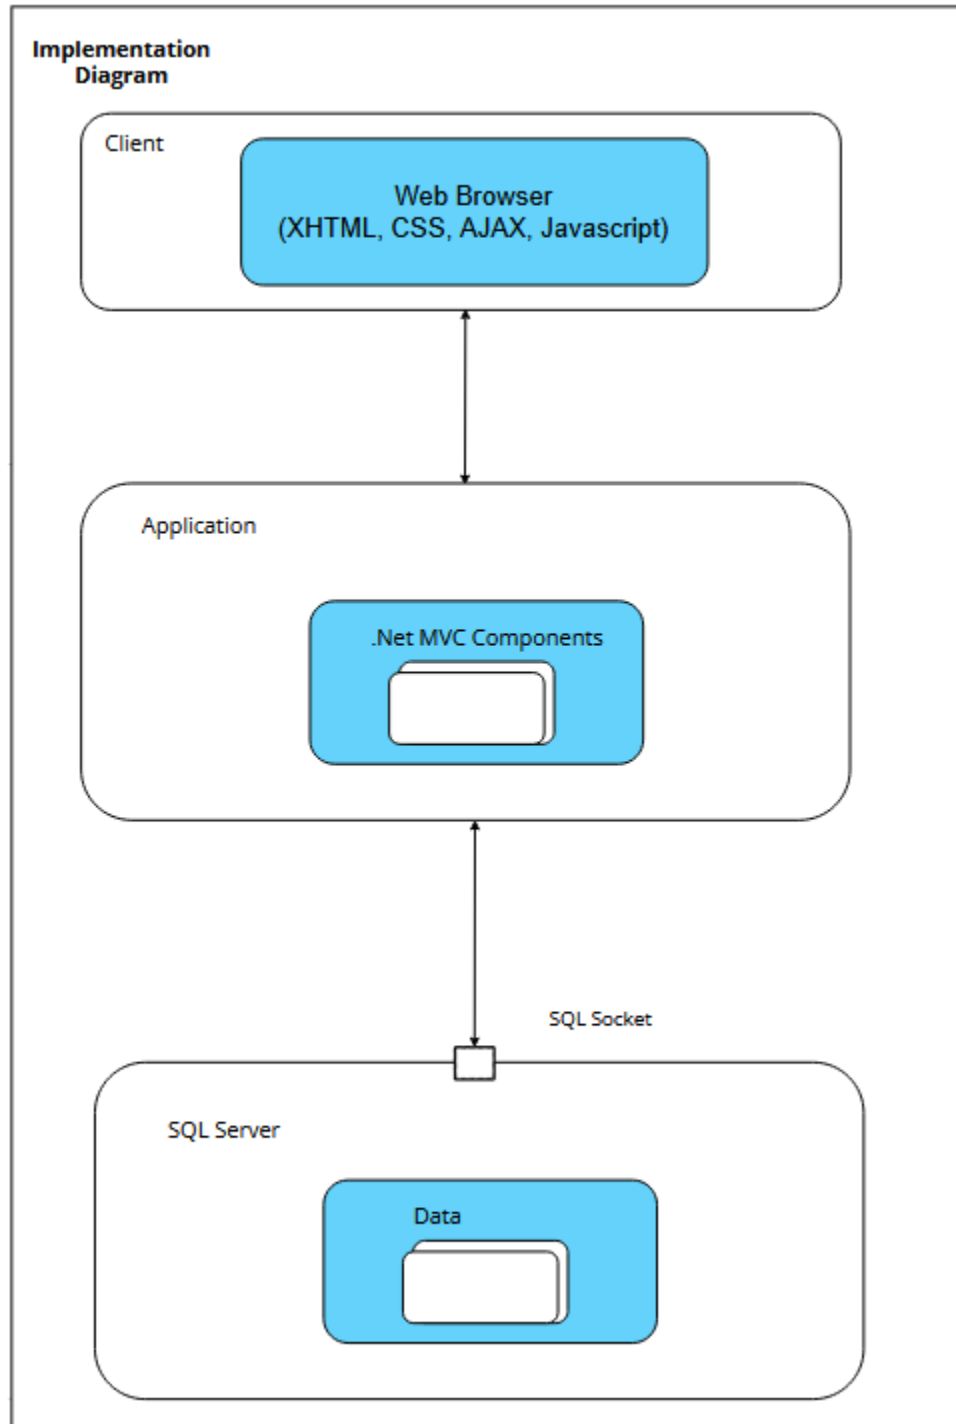 Implementation
Diagram
Client
Web Browser
(XHTML, CSS, AJAX, Javascript)
Application
.Net MVC Components
SQL Socket
SQL Server
Data